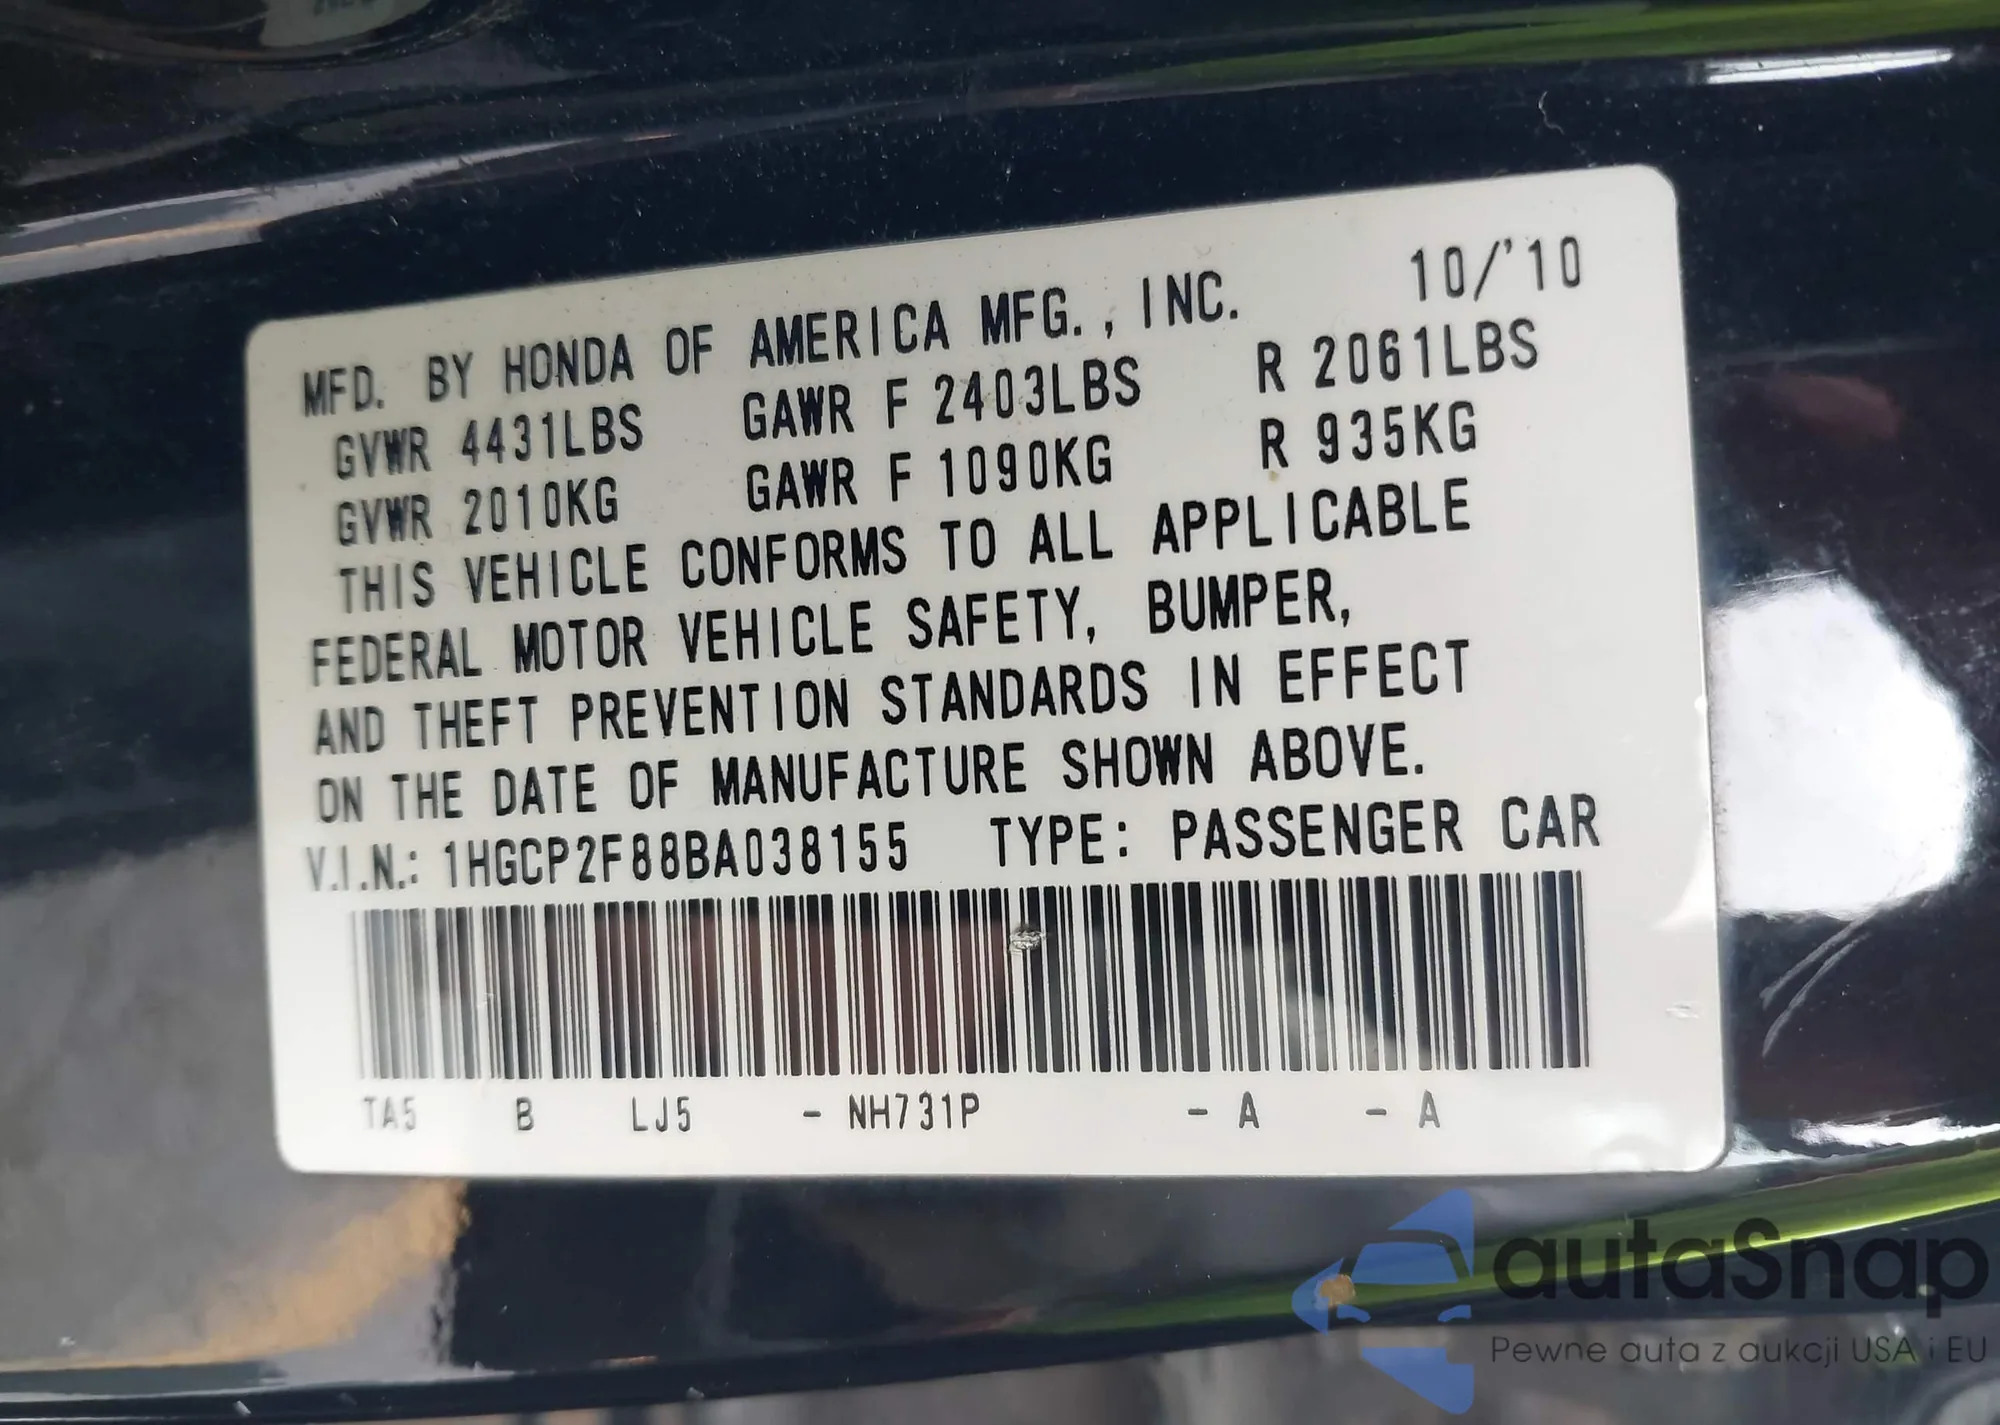 MFD. BY HONDA OF AMERICA MFG., INC. 10/'10
GVWR 4431LBS GAWR F 2403LBS R 2061LBS
GVWR 2010KG GAWR F 1090KG R 935KG
THIS VEHICLE CONFORMS TO ALL APPLICABLE
FEDERAL MOTOR VEHICLE SAFETY, BUMPER,
AND THEFT PREVENTION STANDARDS IN EFFECT
ON THE DATE OF MANUFACTURE SHOWN ABOVE.
V.I.N.: 1HGCP2F88BA038155 TYPE: PASSENGER CAR
TA5 B LJ5 - NH731P - A - A
autaSnap
Pewne auta z aukcji USA i EU